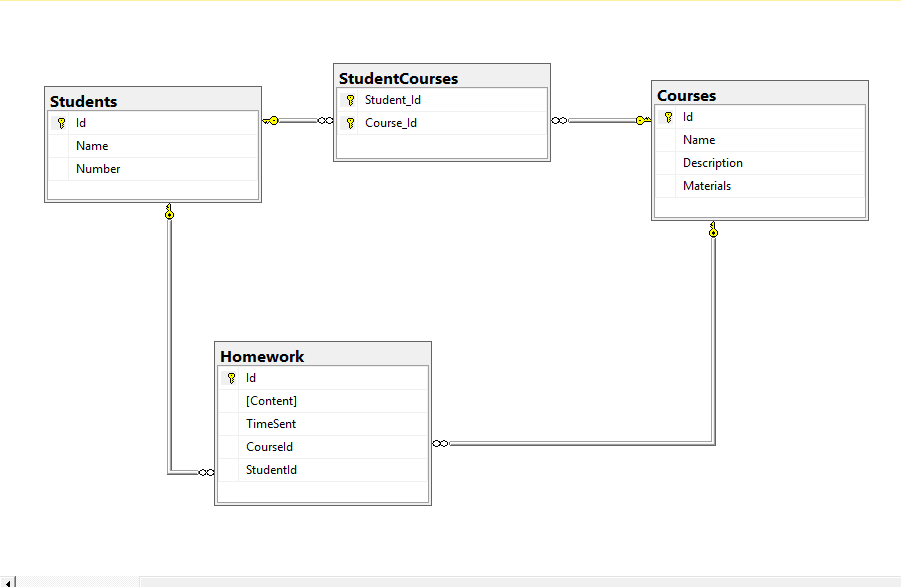 Students
Id
Name
Number
StudentCourses
Student_Id
Course_Id
Courses
Id
Name
Description
Materials
Homework
Id
[Content]
TimeSent
CourseId
StudentId